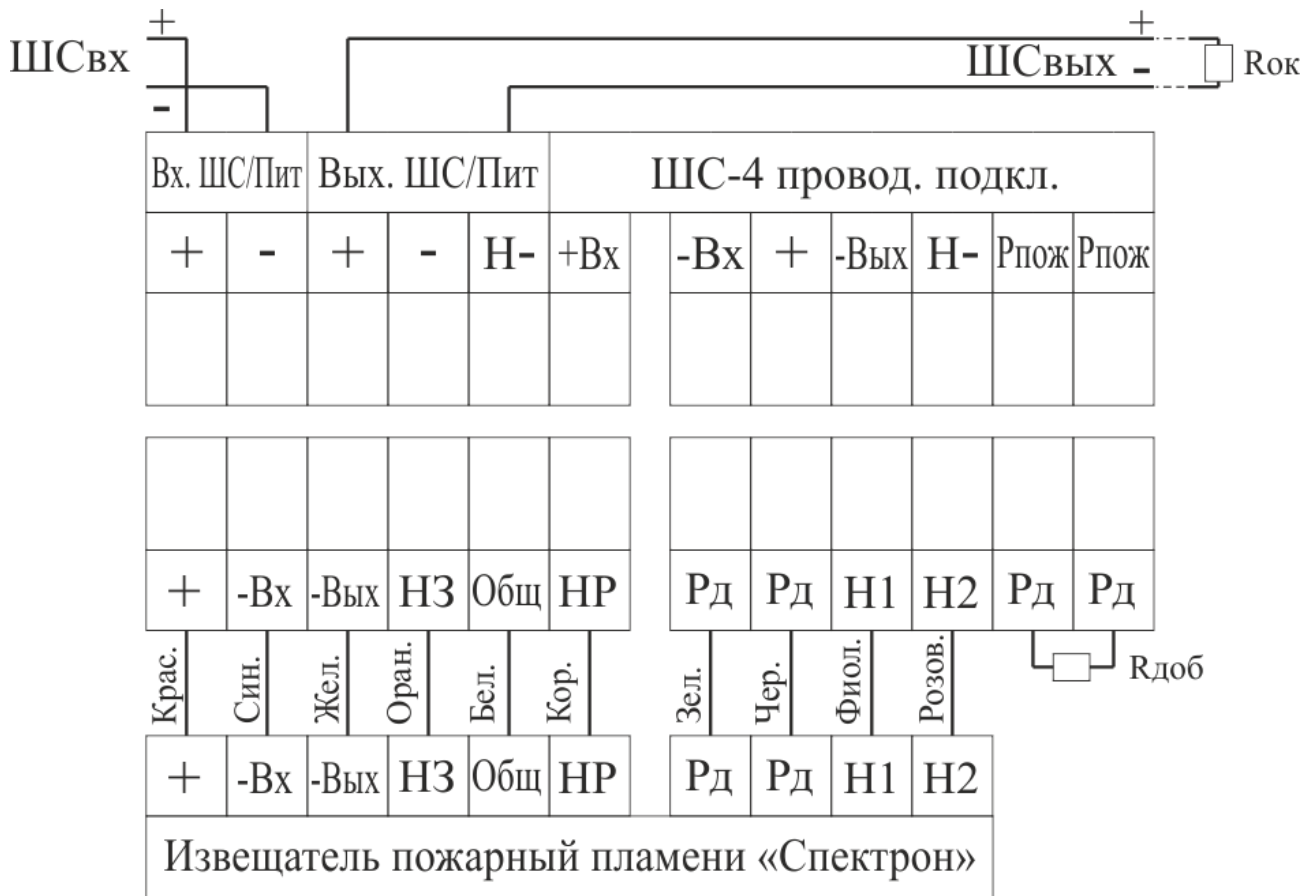 + +
ШСвх ШСвых - Rок
-
Вх. ШС/Пит Вых. ШС/Пит ШС-4 провод. подкл.
+ - + - Н- +Вх -Вх + -Вых Н- Рпож Рпож
+ -Вх -Вых НЗ Общ НР Рд Рд Н1 Н2 Рд Рд
Крас. Син. Жел. Оран. Бел. Кор. Зел. Чер. Фиол. Розов. Rдоб
+ -Вх -Вых НЗ Общ НР Рд Рд Н1 Н2
Извещатель пожарный пламени «Спектрон»